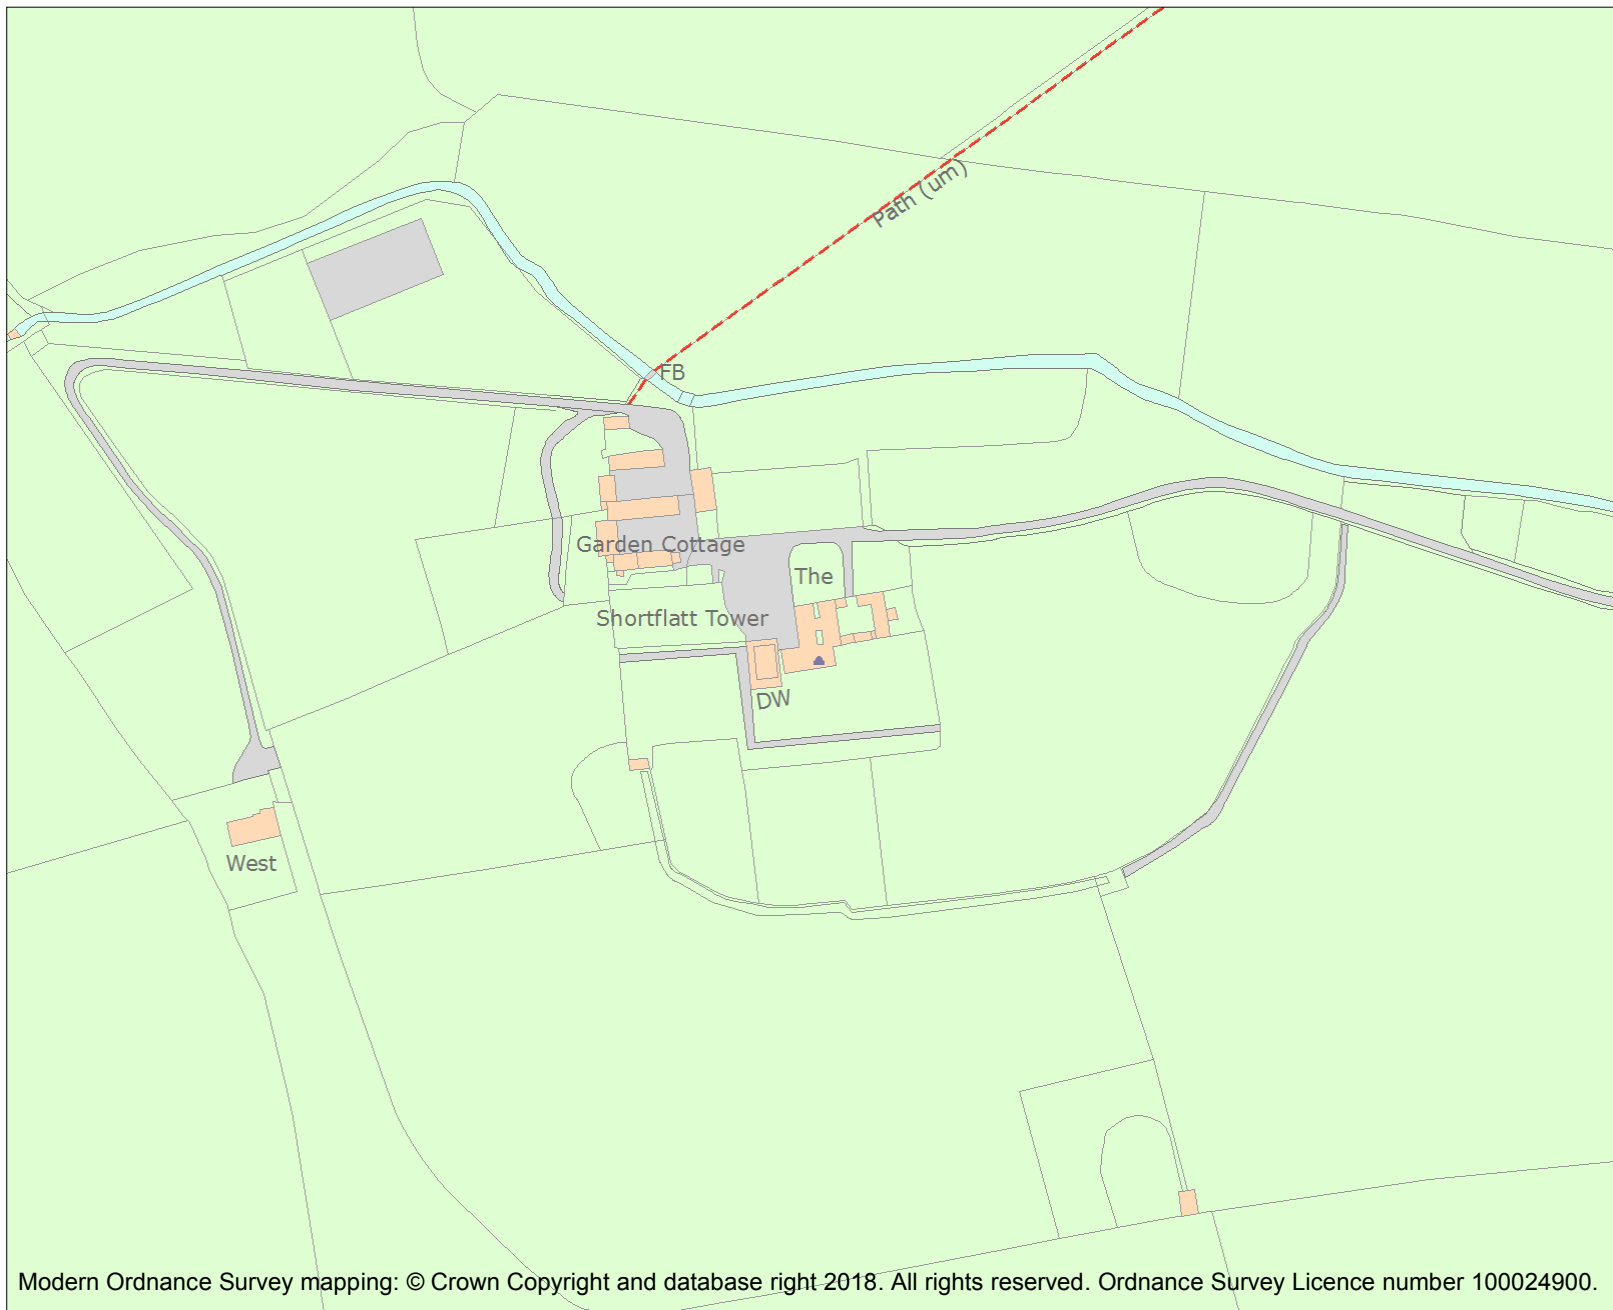 Path (um)
FB
Garden Cottage
The
Shortflatt Tower
DW
West
Modern Ordnance Survey mapping: © Crown Copyright and database right 2018. All rights reserved. Ordnance Survey Licence number 100024900.